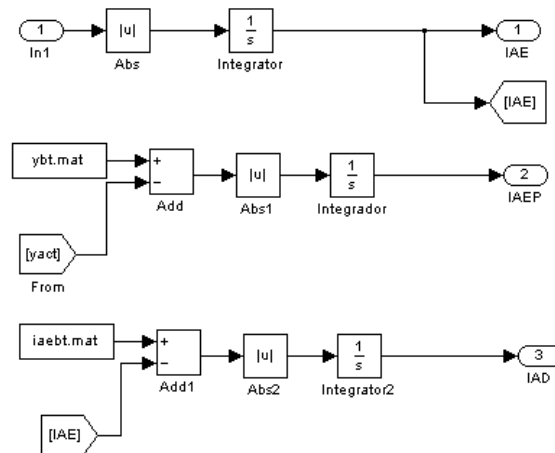 1
In1
|u|
Abs
1
s
Integrator
1
IAE
[IAE]
ybt.mat
+
−
Add
[yact]
From
|u|
Abs1
1
s
Integrador
2
IAEP
iaebt.mat
+
−
Add1
[IAE]
|u|
Abs2
1
s
Integrator2
3
IAD